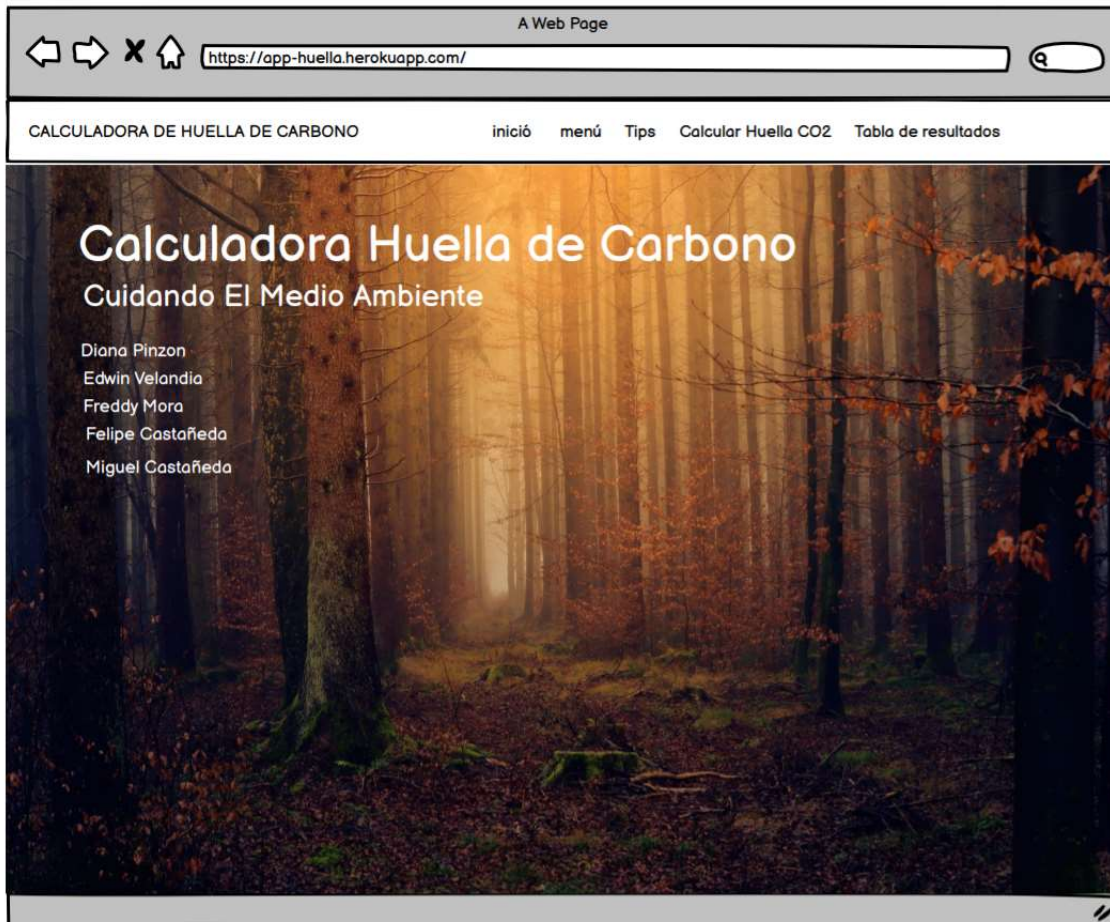 A Web Page
https://app-huella.herokuapp.com/
CALCULADORA DE HUELLA DE CARBONO inició menú Tips Calcular Huella CO2 Tabla de resultados
Calculadora Huella de Carbono
Cuidando El Medio Ambiente
Diana Pinzon
Edwin Velandia
Freddy Mora
Felipe Castañeda
Miguel Castañeda